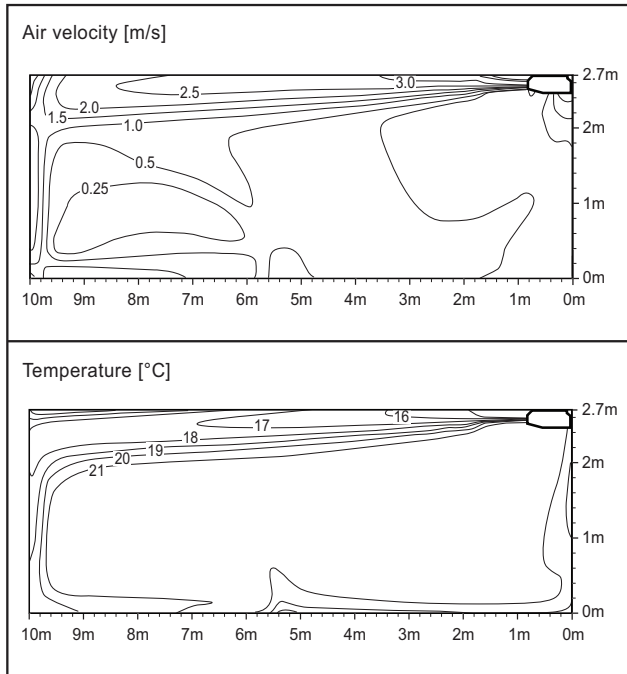 Air velocity [m/s]
2.7m
3.0
2.5
2.0
1.5
1.0
2m
0.5
0.25
1m
0m
10m 9m 8m 7m 6m 5m 4m 3m 2m 1m 0m
Temperature [°C]
2.7m
16
17
18
19
20
21
2m
1m
0m
10m 9m 8m 7m 6m 5m 4m 3m 2m 1m 0m